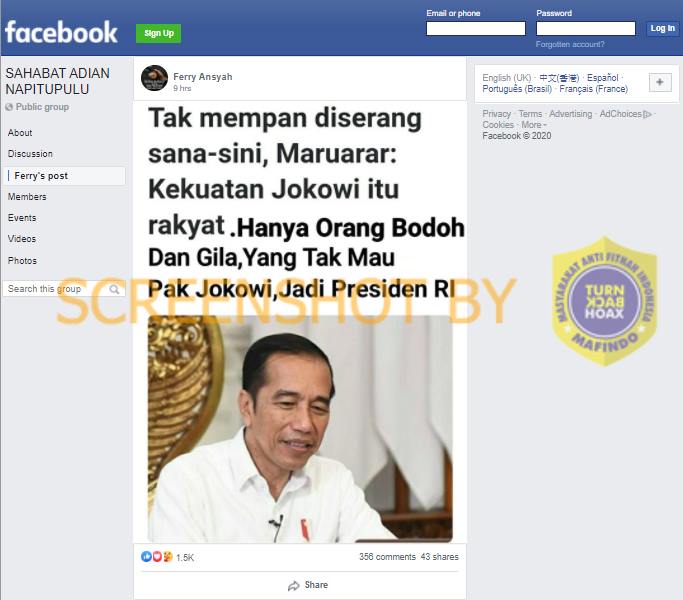 facebook
Sign Up
Email or phone
Password
Log In
Forgotten account?
SAHABAT ADIAN
NAPITUPULU
Public group
About
Discussion
Ferry's post
Members
Events
Videos
Photos
Search this group
Ferry Ansyah
9 hrs
Tak mempan diserang
sana-sini, Maruarar:
Kekuatan Jokowi itu
rakyat .Hanya Orang Bodoh
Dan Gila,Yang Tak Mau
Pak Jokowi,Jadi Presiden RI
SCREENSHOT BY
1.5K
356 comments 43 shares
Share
English (UK) · 中文(香港) · Español ·
Português (Brasil) · Français (France)
Privacy · Terms · Advertising · AdChoices ·
Cookies · More
Facebook © 2020
MASYARAKAT ANTI FITNAH INDONESIA
TURN
BACK
HOAX
MAFINDO